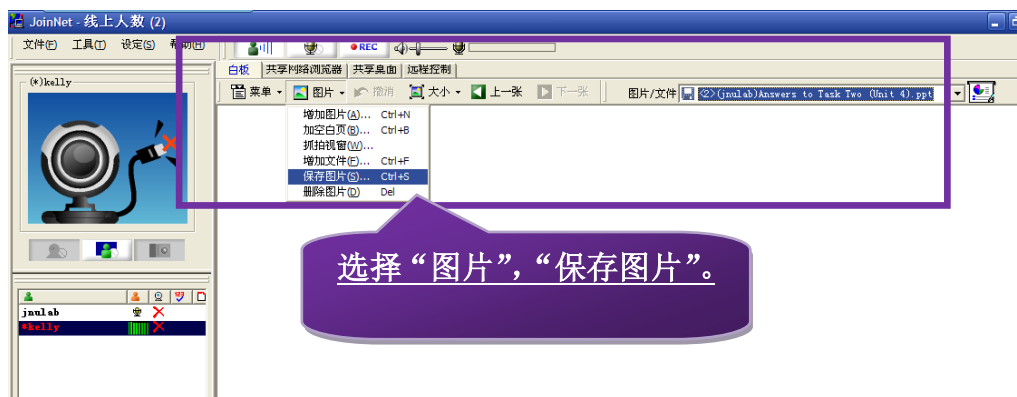 JoinNet - 线上人数 (2)
文件(F) 工具(T) 设定(S) 帮助(H)
REC
白板 共享网络浏览器 共享桌面 远程控制
菜单 图片 撤消 大小 上一张 下一张 图片/文件 <2>(jnulab)Answers to Task Two (Unit 4).ppt
(*)kelly
增加图片(A)... Ctrl+N
加空白页(B)... Ctrl+B
抓拍视窗(W)...
增加文件(F)... Ctrl+F
保存图片(S)... Ctrl+S
删除图片(D) Del
选择“图片”，“保存图片”。
jnulab
*kelly